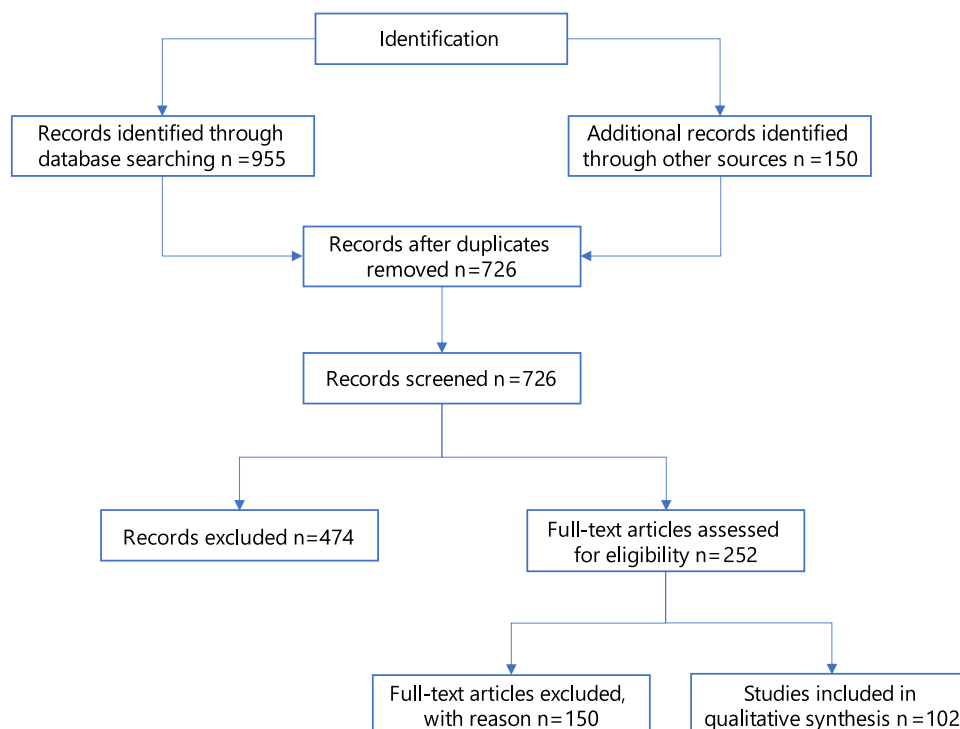 Identification
Records identified through
database searching n =955
Additional records identified
through other sources n =150
Records after duplicates
removed n=726
Records screened n=726
Records excluded n=474
Full-text articles assessed
for eligibility n=252
Full-text articles excluded,
with reason n=150
Studies included in
qualitative synthesis n =102